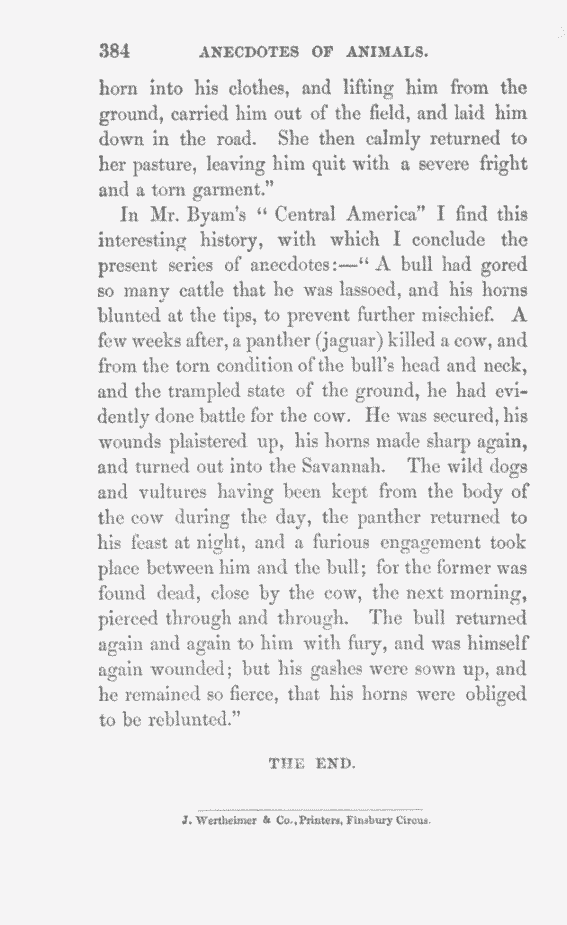 384 ANECDOTES OF ANIMALS.
horn into his clothes, and lifting him from the
ground, carried him out of the field, and laid him
down in the road. She then calmly returned to
her pasture, leaving him quit with a severe fright
and a torn garment.”
In Mr. Byam's “ Central America” I find this
interesting history, with which I conclude the
present series of anecdotes:—“ A bull had gored
so many cattle that he was lassoed, and his horns
blunted at the tips, to prevent further mischief. A
few weeks after, a panther (jaguar) killed a cow, and
from the torn condition of the bull's head and neck,
and the trampled state of the ground, he had evi-
dently done battle for the cow. He was secured, his
wounds plaistered up, his horns made sharp again,
and turned out into the Savannah. The wild dogs
and vultures having been kept from the body of
the cow during the day, the panther returned to
his feast at night, and a furious engagement took
place between him and the bull; for the former was
found dead, close by the cow, the next morning,
pierced through and through. The bull returned
again and again to him with fury, and was himself
again wounded; but his gashes were sown up, and
he remained so fierce, that his horns were obliged
to be reblunted.”
THE END.
J. Wertheimer & Co., Printers, Finsbury Circus.